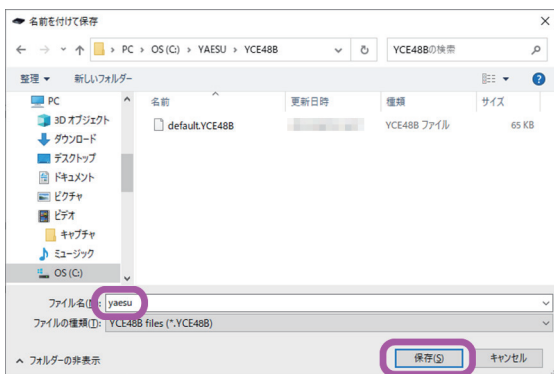 名前を付けて保存
PC > OS (C:) > YAESU > YCE48B
YCE48Bの検索
整理
新しいフォルダー
PC
3D オブジェクト
ダウンロード
デスクトップ
ドキュメント
ピクチャ
ビデオ
キャプチャ
ミュージック
OS (C:)
名前 更新日時 種類 サイズ
default.YCE48B YCE48B ファイル 65 KB
ファイル名(N): yaesu
ファイルの種類(T): YCE48B files (*.YCE48B)
フォルダーの非表示
保存(S) キャンセル